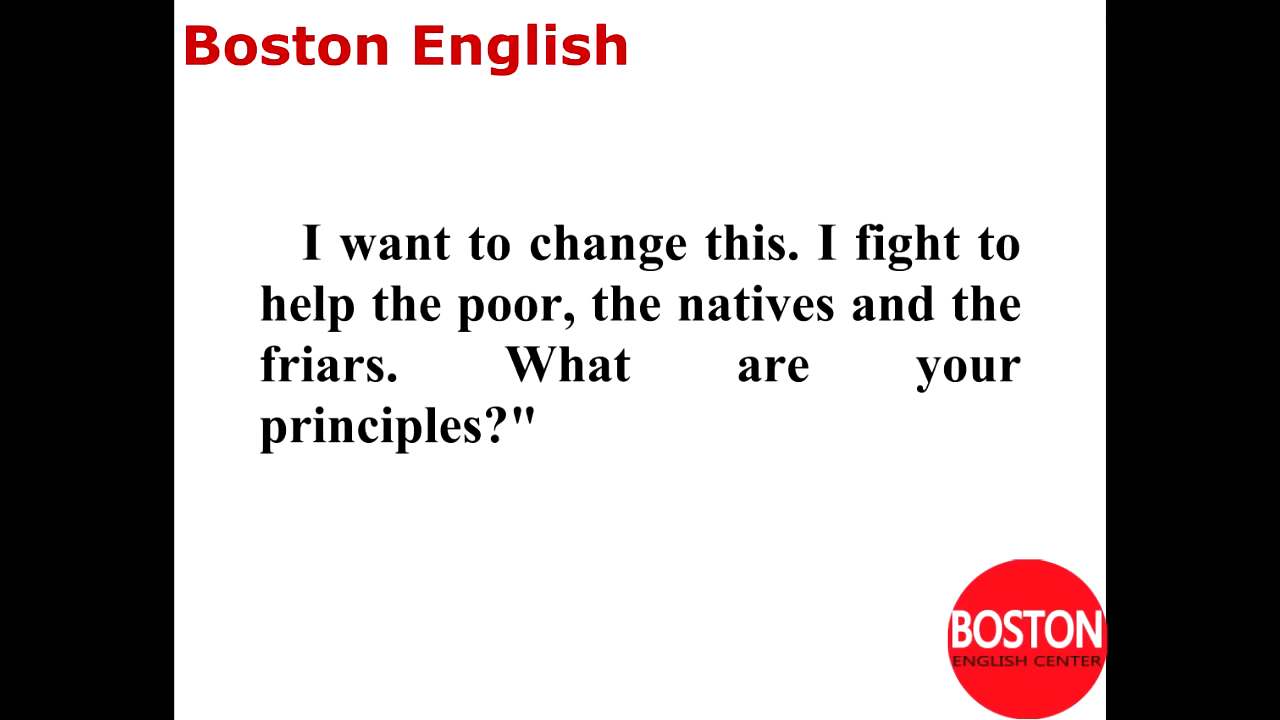 Boston English
I want to change this. I fight to
help the poor, the natives and the
friars. What are your
principles?"
BOSTON
ENGLISH CENTER